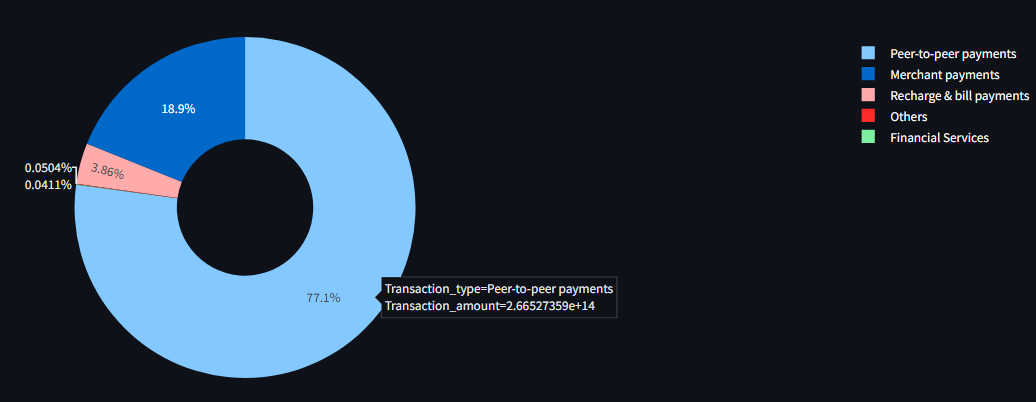 18.9%
3.86%
0.0504%
0.0411%
77.1%
Transaction_type=Peer-to-peer payments
Transaction_amount=2.66527359e+14
Peer-to-peer payments
Merchant payments
Recharge & bill payments
Others
Financial Services